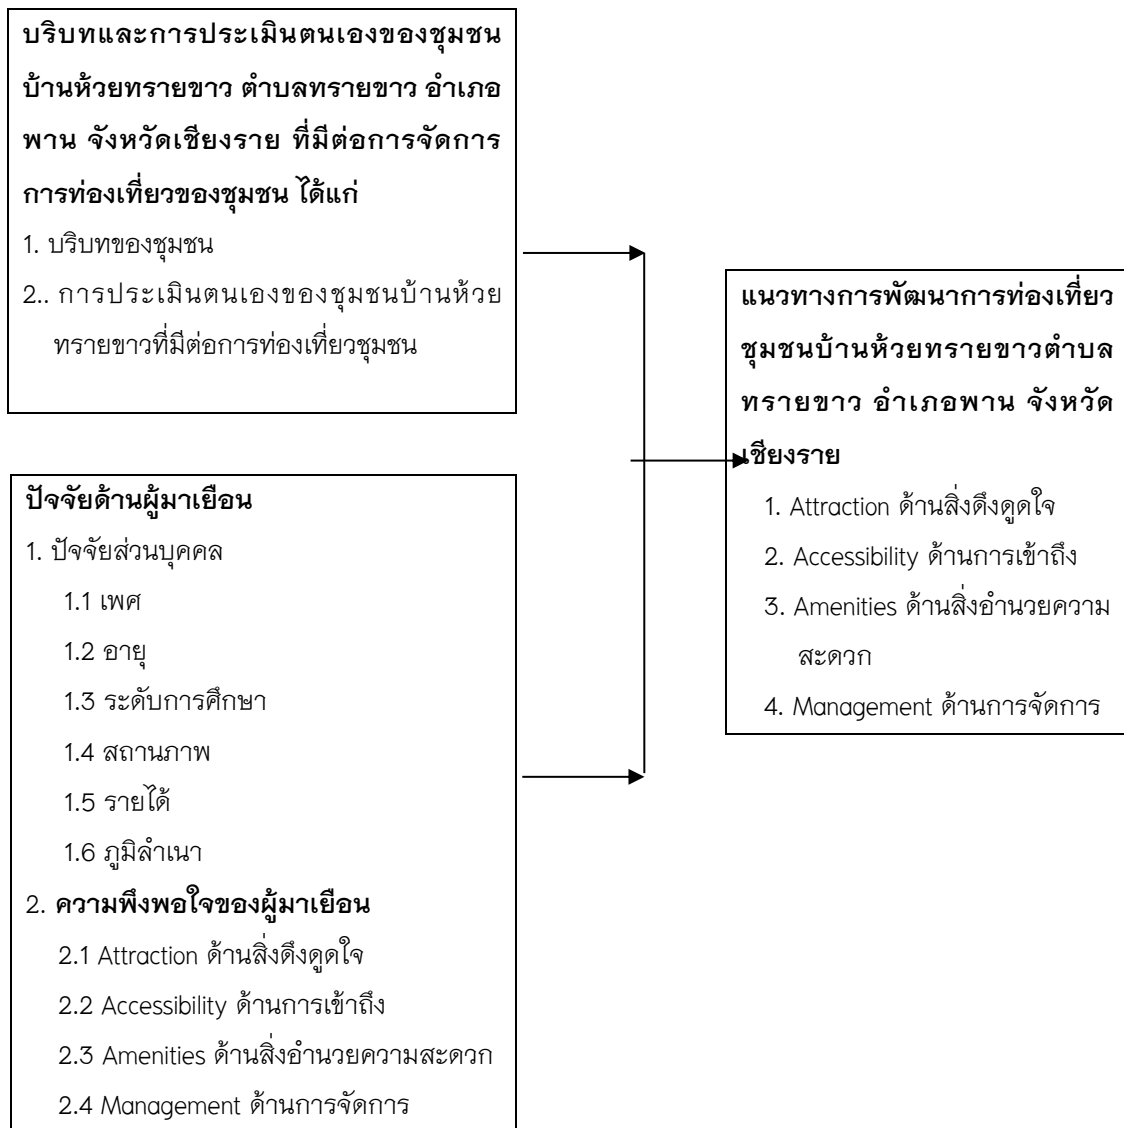 บริบทและการประเมินตนเองของชุมชน
บ้านห้วยทรายขาว ตำบลทรายขาว อำเภอ
พาน จังหวัดเชียงราย ที่มีต่อการจัดการ
การท่องเที่ยวของชุมชน ได้แก่
1. บริบทของชุมชน
2.. การประเมินตนเองของชุมชนบ้านห้วย
ทรายขาวที่มีต่อการท่องเที่ยวชุมชน
ปัจจัยด้านผู้มาเยือน
1. ปัจจัยส่วนบุคคล
1.1 เพศ
1.2 อายุ
1.3 ระดับการศึกษา
1.4 สถานภาพ
1.5 รายได้
1.6 ภูมิลำเนา
2. ความพึงพอใจของผู้มาเยือน
2.1 Attraction ด้านสิ่งดึงดูดใจ
2.2 Accessibility ด้านการเข้าถึง
2.3 Amenities ด้านสิ่งอำนวยความสะดวก
2.4 Management ด้านการจัดการ
แนวทางการพัฒนาการท่องเที่ยว
ชุมชนบ้านห้วยทรายขาวตำบล
ทรายขาว อำเภอพาน จังหวัด
เชียงราย
1. Attraction ด้านสิ่งดึงดูดใจ
2. Accessibility ด้านการเข้าถึง
3. Amenities ด้านสิ่งอำนวยความ
สะดวก
4. Management ด้านการจัดการ